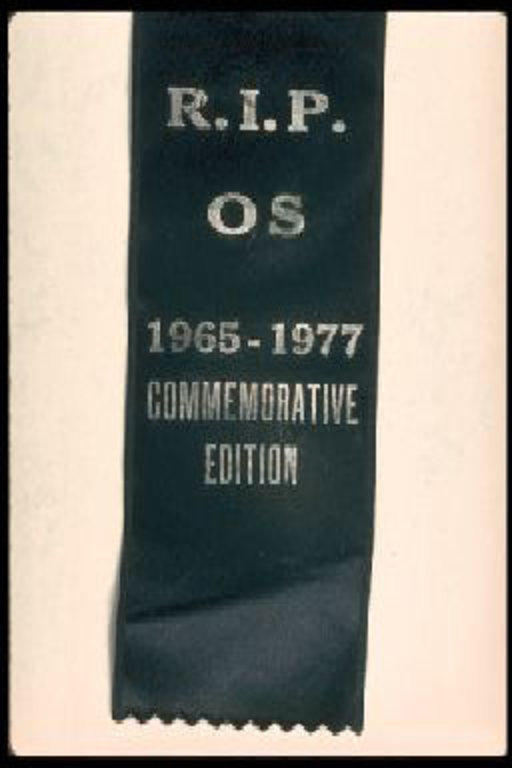 R.I.P.
OS
1965-1977
COMMEMORATIVE
EDITION